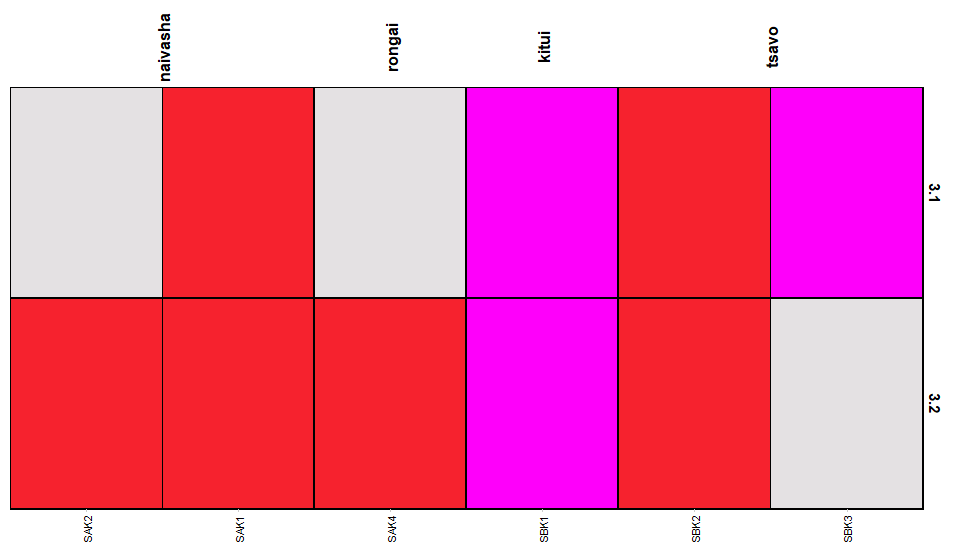 naivasha
rongai
kitui
tsavo
3.1
3.2
SAK2
SAK1
SAK4
SBK1
SBK2
SBK3